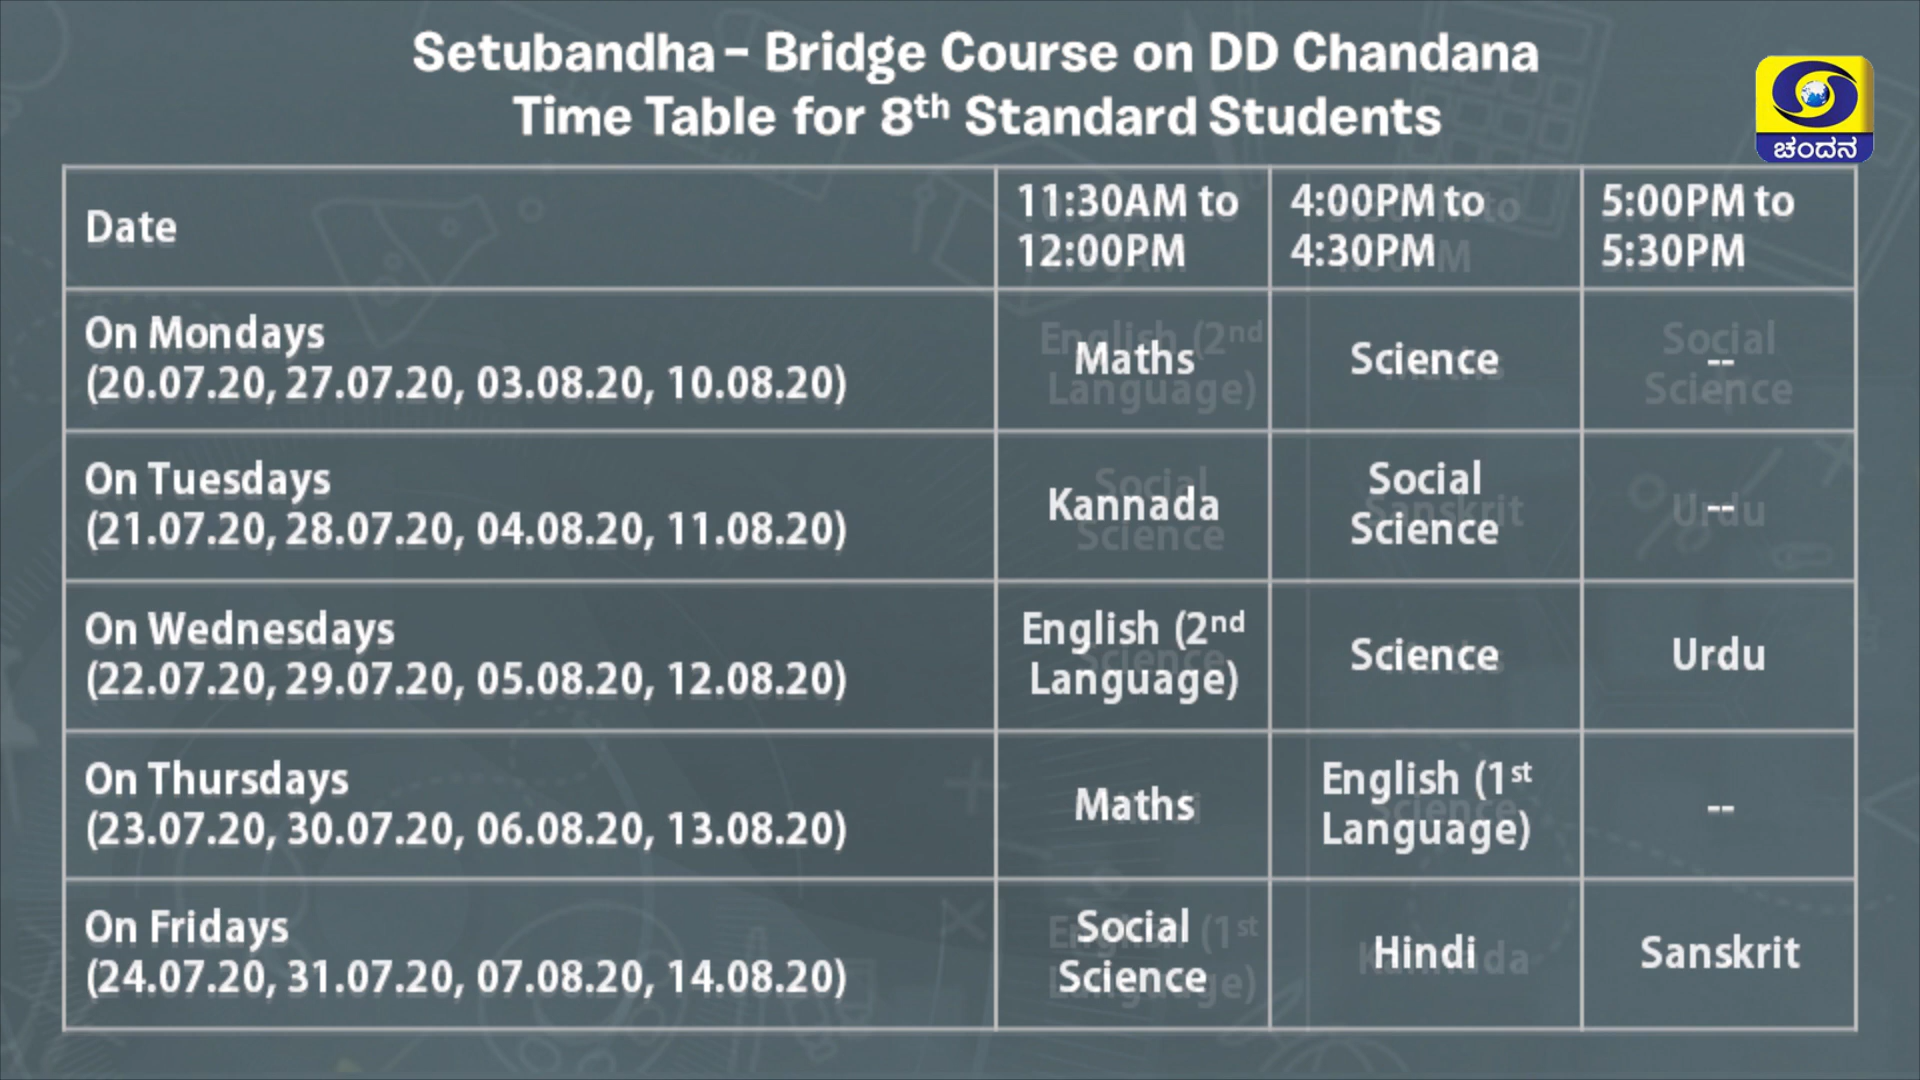 Setubandha – Bridge Course on DD Chandana
Time Table for 8th Standard Students
ಚಂದನ
Date
11:30AM to
12:00PM
4:00PM to
4:30PM
5:00PM to
5:30PM
On Mondays
(20.07.20, 27.07.20, 03.08.20, 10.08.20)
Maths
Science
--
On Tuesdays
(21.07.20, 28.07.20, 04.08.20, 11.08.20)
Kannada
Social
Science
--
On Wednesdays
(22.07.20, 29.07.20, 05.08.20, 12.08.20)
English (2nd
Language)
Science
Urdu
On Thursdays
(23.07.20, 30.07.20, 06.08.20, 13.08.20)
Maths
English (1st
Language)
--
On Fridays
(24.07.20, 31.07.20, 07.08.20, 14.08.20)
Social
Science
Hindi
Sanskrit